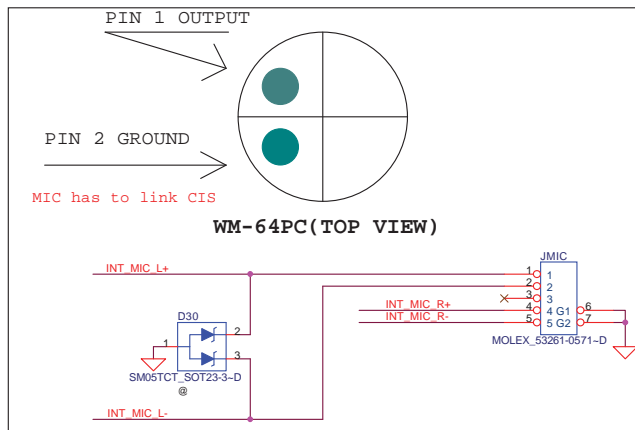 PIN 1 OUTPUT
PIN 2 GROUND
MIC has to link CIS
WM-64PC(TOP VIEW)
JMIC
INT_MIC_L+
1 1
2 2
3 3
INT_MIC_R+
4 4 G1 6
INT_MIC_R-
5 5 G2 7
MOLEX_53261-0571~D
D30
1 2
3
SM05TCT_SOT23-3~D
@
INT_MIC_L-